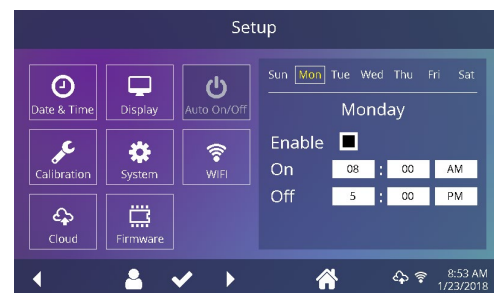 Setup
Date & Time
Display
Auto On/Off
Calibration
System
WIFI
Cloud
Firmware
Sun Mon Tue Wed Thu Fri Sat
Monday
Enable
On 08 : 00 AM
Off 5 : 00 PM
8:53 AM
1/23/2018